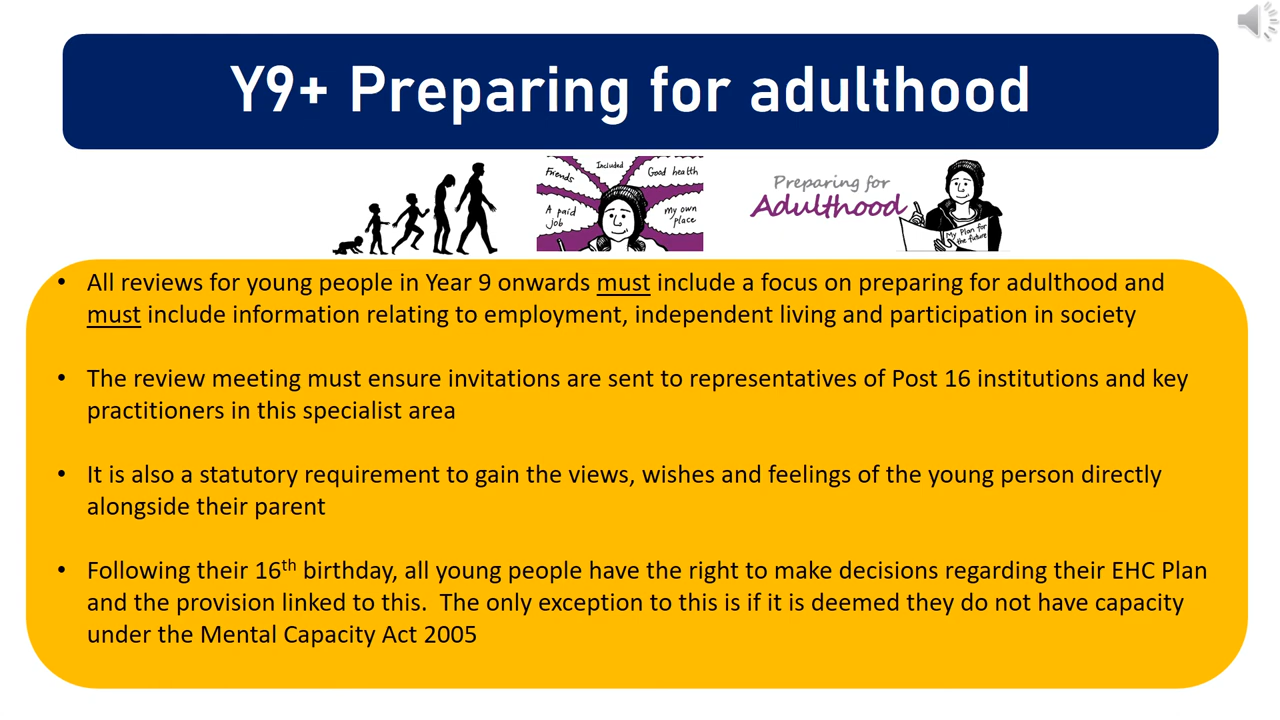 Y9+ Preparing for adulthood
Friends
Included
Good health
A paid
job
my own
place
Preparing for
Adulthood
My Plan for
the future
• All reviews for young people in Year 9 onwards must include a focus on preparing for adulthood and
must include information relating to employment, independent living and participation in society
• The review meeting must ensure invitations are sent to representatives of Post 16 institutions and key
practitioners in this specialist area
• It is also a statutory requirement to gain the views, wishes and feelings of the young person directly
alongside their parent
• Following their 16th birthday, all young people have the right to make decisions regarding their EHC Plan
and the provision linked to this.  The only exception to this is if it is deemed they do not have capacity
under the Mental Capacity Act 2005